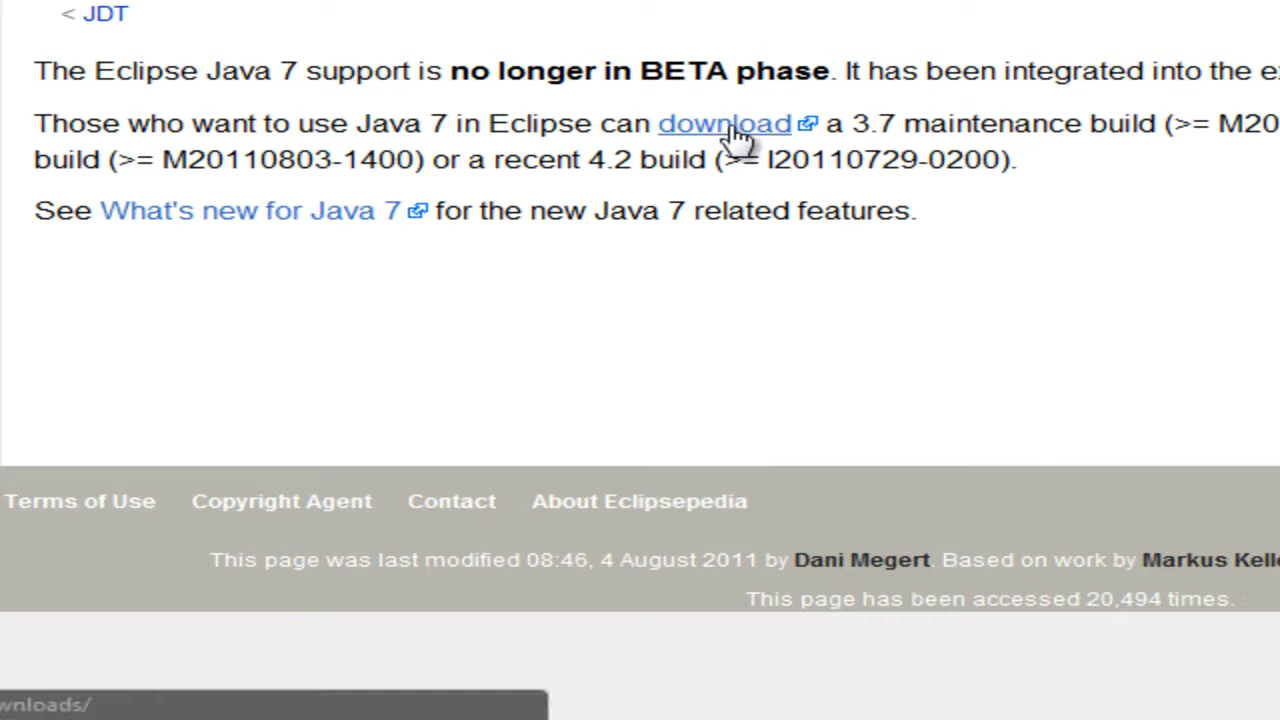 < JDT
The Eclipse Java 7 support is no longer in BETA phase. It has been integrated into the
Those who want to use Java 7 in Eclipse can download a 3.7 maintenance build (>= M20
build (>= M20110803-1400) or a recent 4.2 build (>= I20110729-0200).
See What's new for Java 7 for the new Java 7 related features.
Terms of Use Copyright Agent Contact About Eclipsepedia
This page was last modified 08:46, 4 August 2011 by Dani Megert. Based on work by Markus
This page has been accessed 20,494 times.
wnloads/